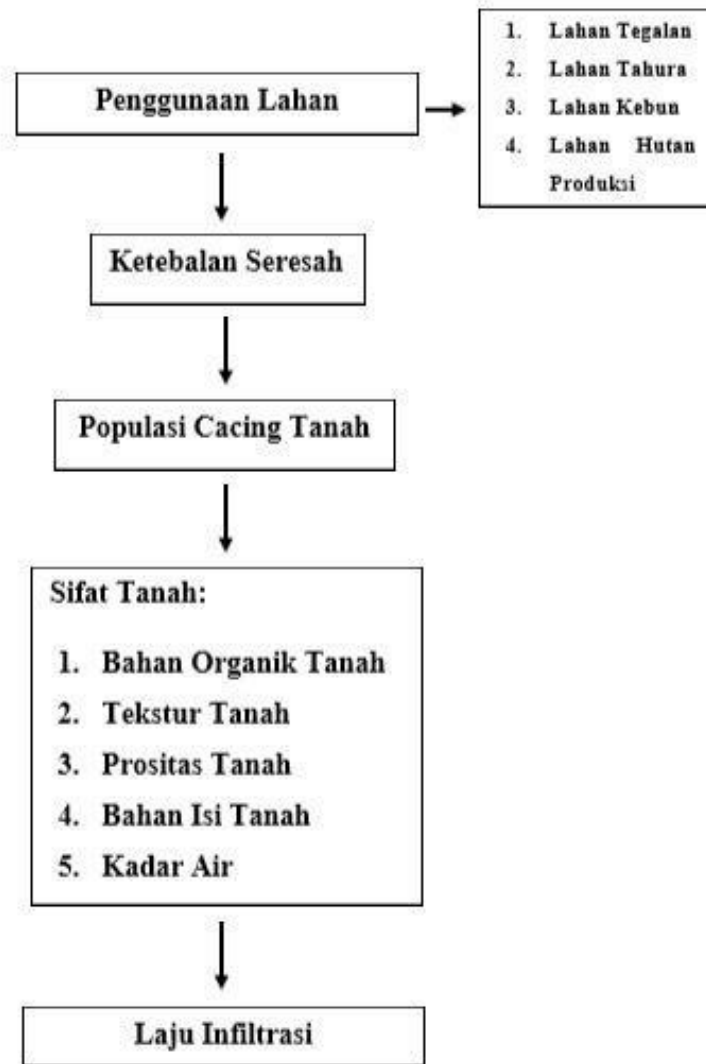 Penggunaan Lahan
1. Lahan Tegalan
2. Lahan Tahura
3. Lahan Kebun
4. Lahan Hutan
Produksi
Ketebalan Seresah
Populasi Cacing Tanah
Sifat Tanah:
1. Bahan Organik Tanah
2. Tekstur Tanah
3. Prositas Tanah
4. Bahan Isi Tanah
5. Kadar Air
Laju Infiltrasi